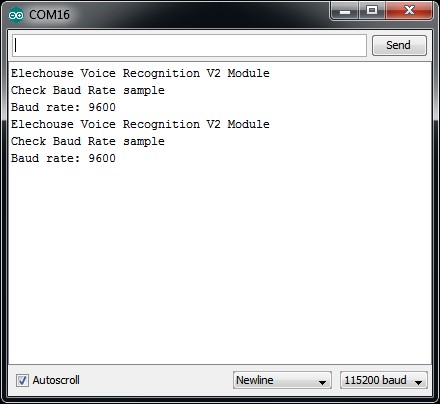 COM16
Send
Elechouse Voice Recognition V2 Module
Check Baud Rate sample
Baud rate: 9600
Elechouse Voice Recognition V2 Module
Check Baud Rate sample
Baud rate: 9600
Autoscroll
Newline
115200 baud